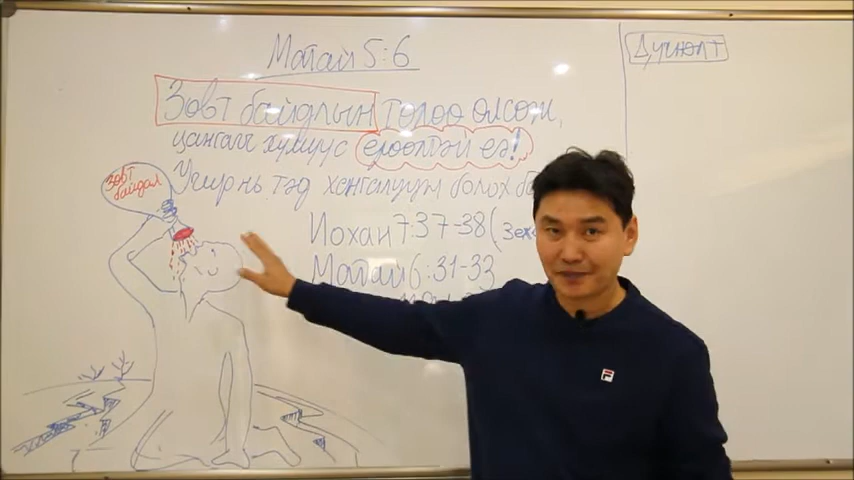 Матай 5:6
Дүгнэлт
Зөвт байдлын төлөө өлсөж,
цангагч хүмүүс ерөөлтэй еэ!
Учир нь тэд хангалуун болох
Зөвт
байдал
Иохан 7:37-38 (
Матай 6:31-33